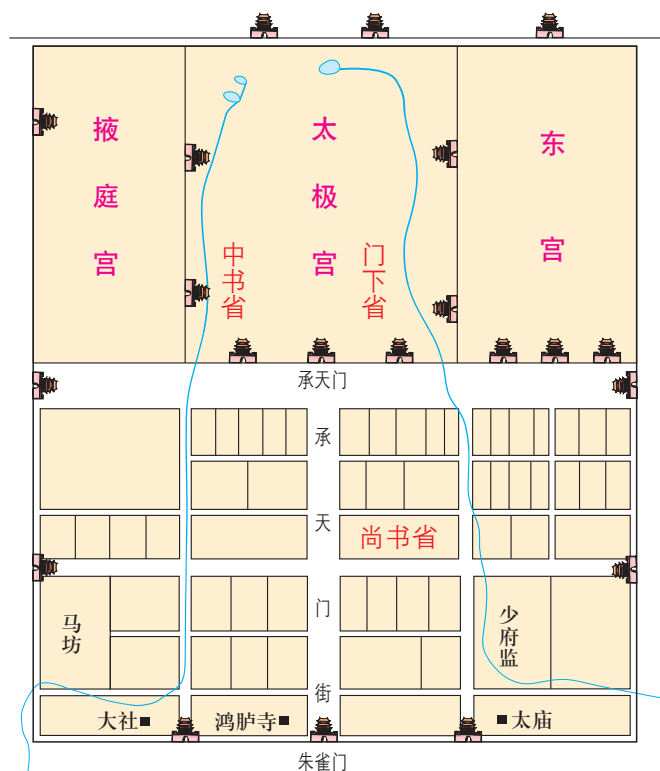 掖庭宫
太极宫
东宫
中书省
门下省
承天门
承天门街
尚书省
马坊
少府监
大社
鸿胪寺
太庙
朱雀门